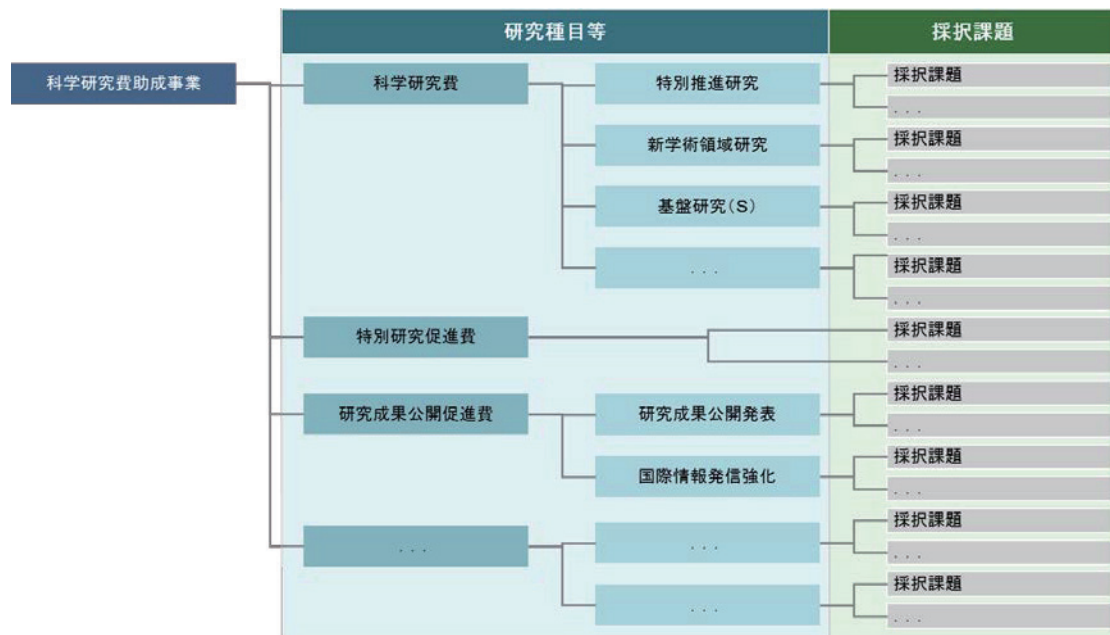 研究種目等
採択課題
科学研究費助成事業
科学研究費
特別推進研究
採択課題
. . .
新学術領域研究
採択課題
. . .
基盤研究(S)
採択課題
. . .
. . .
採択課題
. . .
特別研究促進費
採択課題
. . .
研究成果公開促進費
研究成果公開発表
採択課題
. . .
国際情報発信強化
採択課題
. . .
. . .
. . .
採択課題
. . .
. . .
採択課題
. . .